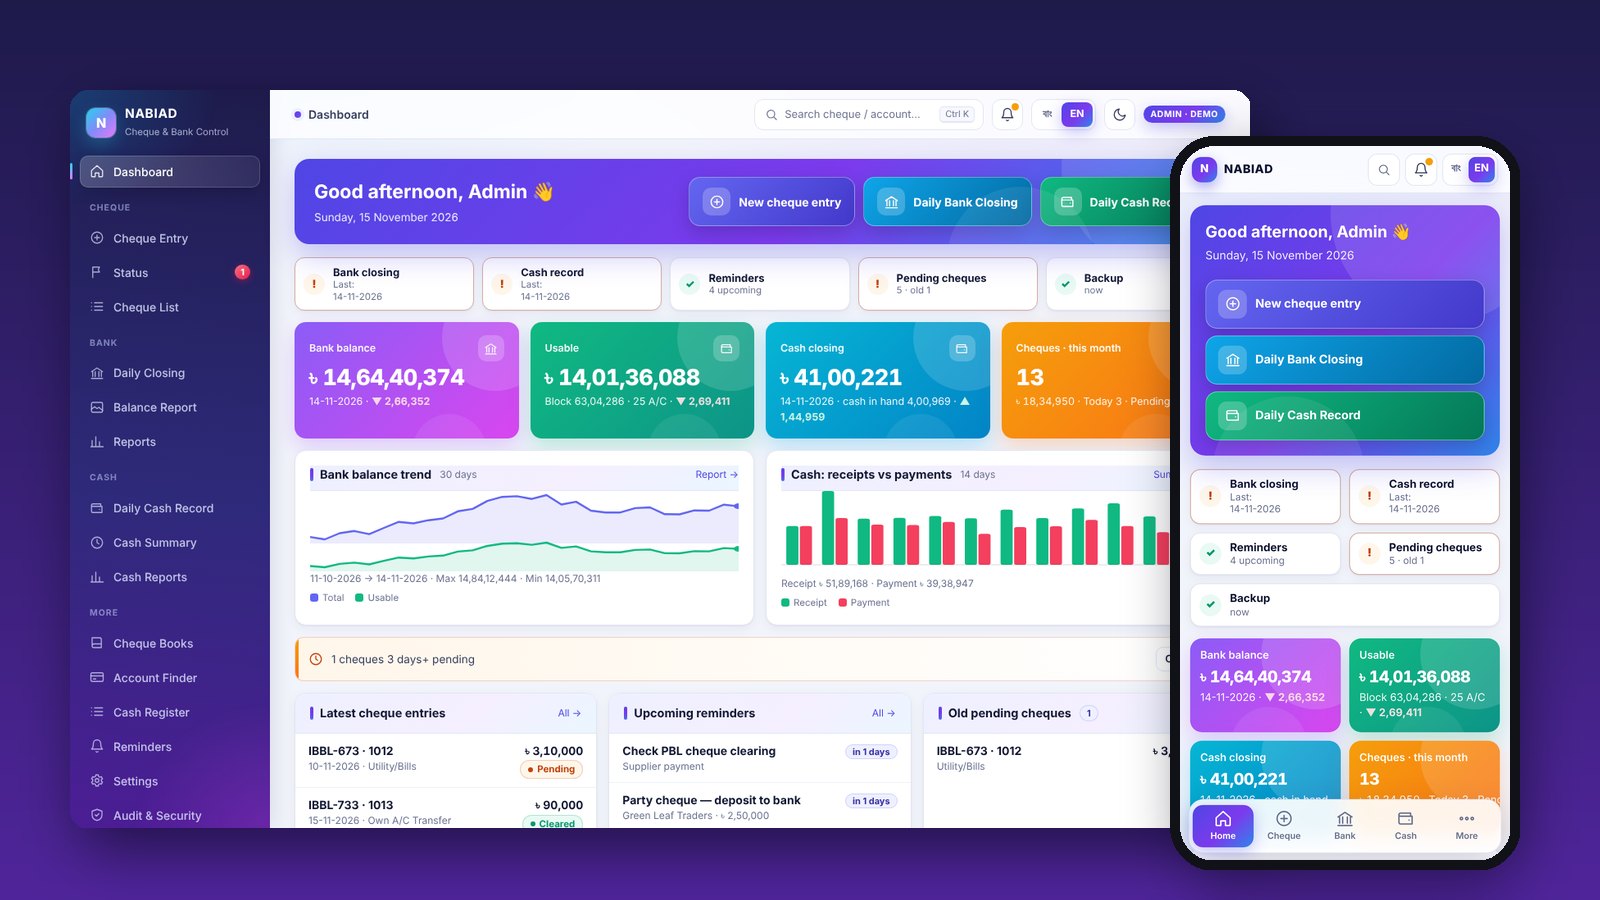 NABIAD
Cheque & Bank Control
Dashboard
CHEQUE
Cheque Entry
Status
1
Cheque List
BANK
Daily Closing
Balance Report
Reports
CASH
Daily Cash Record
Cash Summary
Cash Reports
MORE
Cheque Books
Account Finder
Cash Register
Reminders
Settings
Audit & Security
Dashboard
Search cheque / account...
Ctrl K
বাং
EN
ADMIN · DEMO
Good afternoon, Admin 👋
Sunday, 15 November 2026
New cheque entry
Daily Bank Closing
Daily Cash Rec
Bank closing
Last:
14-11-2026
Cash record
Last:
14-11-2026
Reminders
4 upcoming
Pending cheques
5 · old 1
Backup
now
Bank balance
৳ 14,64,40,374
14-11-2026 · ▼ 2,66,352
Usable
৳ 14,01,36,088
Block 63,04,286 · 25 A/C · ▼ 2,69,411
Cash closing
৳ 41,00,221
14-11-2026 · cash in hand 4,00,969 · ▲
1,44,959
Cheques · this month
13
৳ 18,34,950 · Today 3 · Pending
Bank balance trend 30 days
Report →
11-10-2026 → 14-11-2026 · Max 14,84,12,444 · Min 14,05,70,311
Total Usable
Cash: receipts vs payments 14 days
Sum
Receipt ৳ 51,89,168 · Payment ৳ 39,38,947
Receipt Payment
1 cheques 3 days+ pending
Latest cheque entries
All →
IBBL-673 · 1012
৳ 3,10,000
10-11-2026 · Utility/Bills
Pending
IBBL-733 · 1013
৳ 90,000
15-11-2026 · Own A/C Transfer
Cleared
Upcoming reminders
All →
Check PBL cheque clearing
in 1 days
Supplier payment
Party cheque — deposit to bank
in 1 days
Green Leaf Traders · ৳ 2,50,000
Old pending cheques 1
IBBL-673 · 1012
৳ 3,
Utility/Bills
NABIAD
বাং
EN
Good afternoon, Admin 👋
Sunday, 15 November 2026
New cheque entry
Daily Bank Closing
Daily Cash Record
Bank closing
Last:
14-11-2026
Cash record
Last:
14-11-2026
Reminders
4 upcoming
Pending cheques
5 · old 1
Backup
now
Bank balance
৳ 14,64,40,374
14-11-2026 · ▼ 2,66,352
Usable
৳ 14,01,36,088
Block 63,04,286 · 25 A/C
· ▼ 2,69,411
Cash closing
৳ 41,00,221
Cheques · this month
13
Home
Cheque
Bank
Cash
More